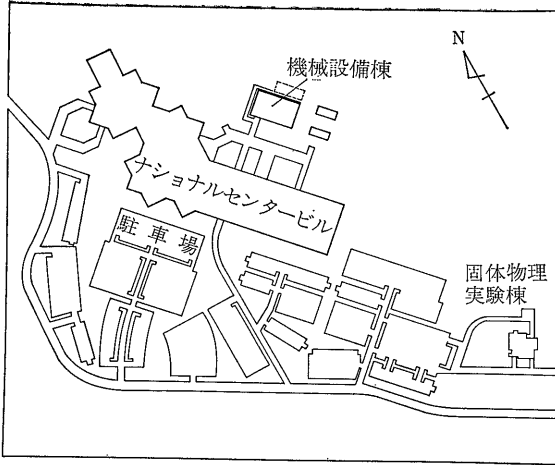 機械設備棟
N
ナショナルセンタービル
駐車場
固体物理
実験棟